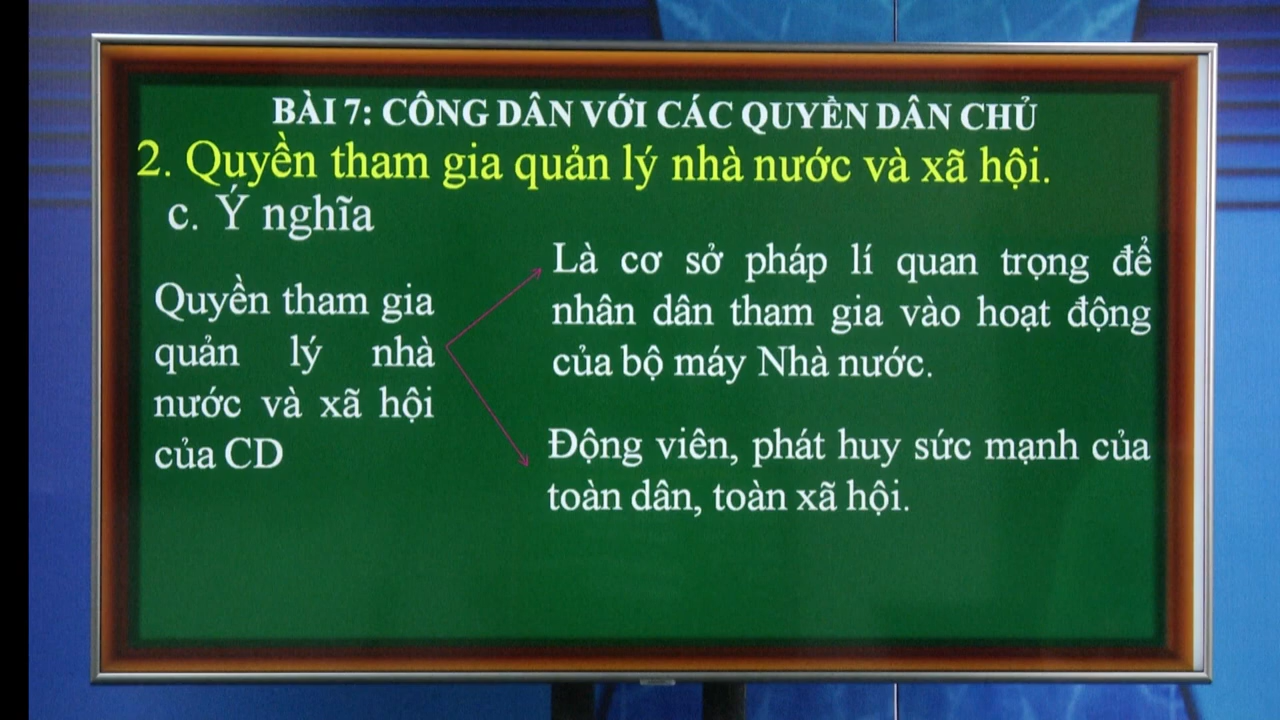 BÀI 7: CÔNG DÂN VỚI CÁC QUYỀN DÂN CHỦ
2. Quyền tham gia quản lý nhà nước và xã hội.
c. Ý nghĩa
Quyền tham gia
quản lý nhà
nước và xã hội
của CD
Là cơ sở pháp lí quan trọng để
nhân dân tham gia vào hoạt động
của bộ máy Nhà nước.
Động viên, phát huy sức mạnh của
toàn dân, toàn xã hội.